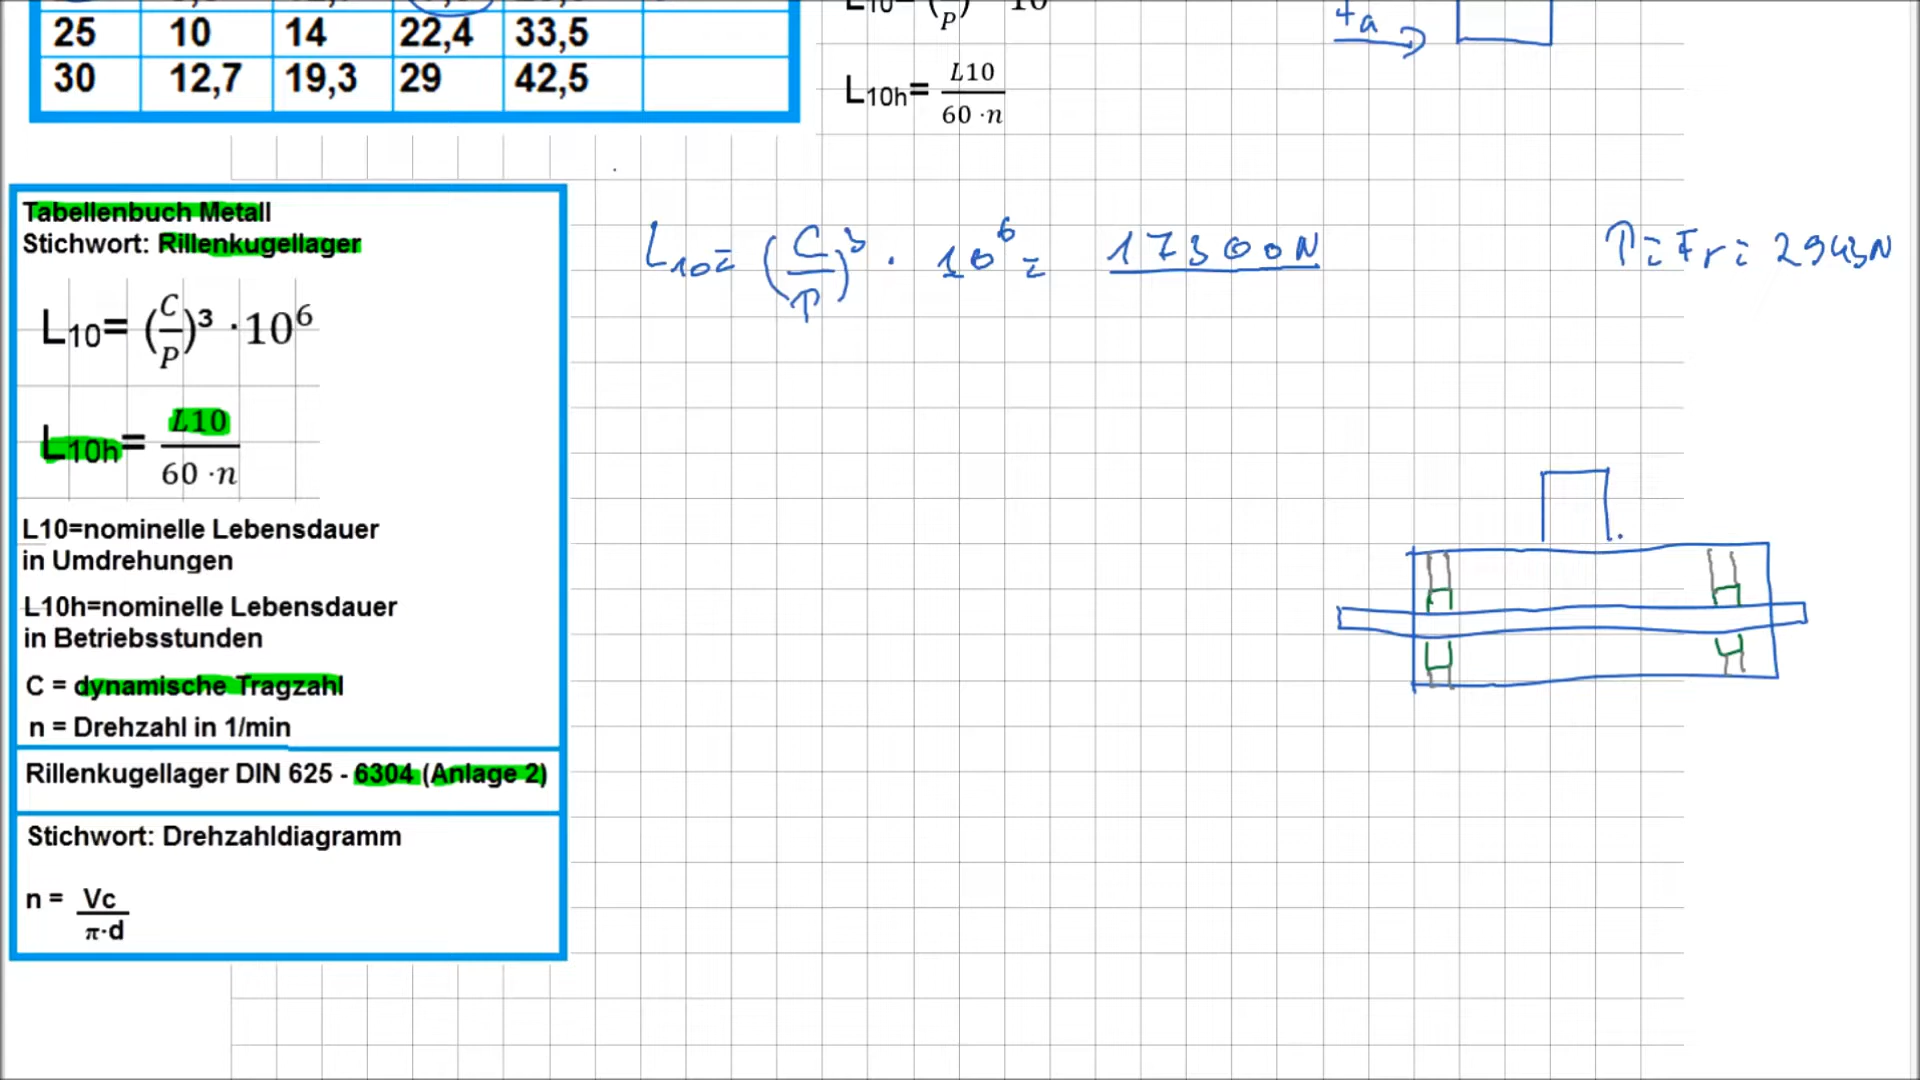 25 10 14 22,4 33,5
30 12,7 19,3 29 42,5
L10h= L10
60 ·n
4a
Tabellenbuch Metall
Stichwort: Rillenkugellager
L10= (C/P)³ ·10⁶
L10h= L10
60 ·n
L10=nominelle Lebensdauer
in Umdrehungen
L10h=nominelle Lebensdauer
in Betriebsstunden
C = dynamische Tragzahl
n = Drehzahl in 1/min
Rillenkugellager DIN 625 - 6304 (Anlage 2)
Stichwort: Drehzahldiagramm
n = Vc
π·d
L10= (C/P)³ · 10⁶ = 17300N
P=Fr= 2943N